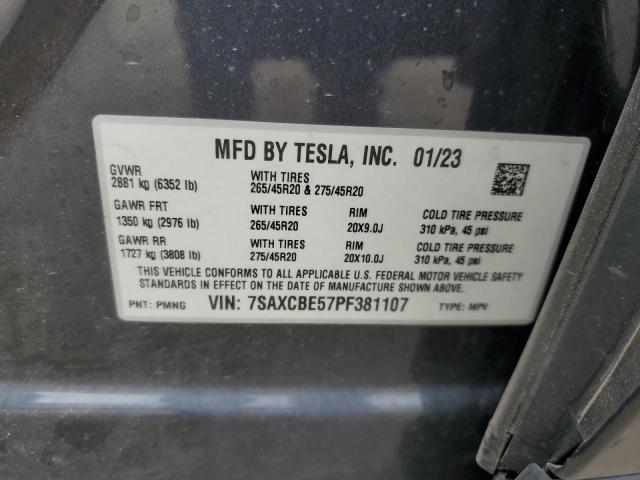 MFD BY TESLA, INC. 01/23
GVWR
2881 kg (6352 lb)
WITH TIRES
265/45R20 & 275/45R20
GAWR FRT
1350 kg (2976 lb)
WITH TIRES
265/45R20
RIM
20X9.0J
COLD TIRE PRESSURE
310 kPa, 45 psi
GAWR RR
1727 kg (3808 lb)
WITH TIRES
275/45R20
RIM
20X10.0J
COLD TIRE PRESSURE
310 kPa, 45 psi
THIS VEHICLE CONFORMS TO ALL APPLICABLE U.S. FEDERAL MOTOR VEHICLE SAFETY
STANDARDS IN EFFECT ON THE DATE OF MANUFACTURE SHOWN ABOVE.
PNT: PMNG VIN: 7SAXCBE57PF381107 TYPE: MPV